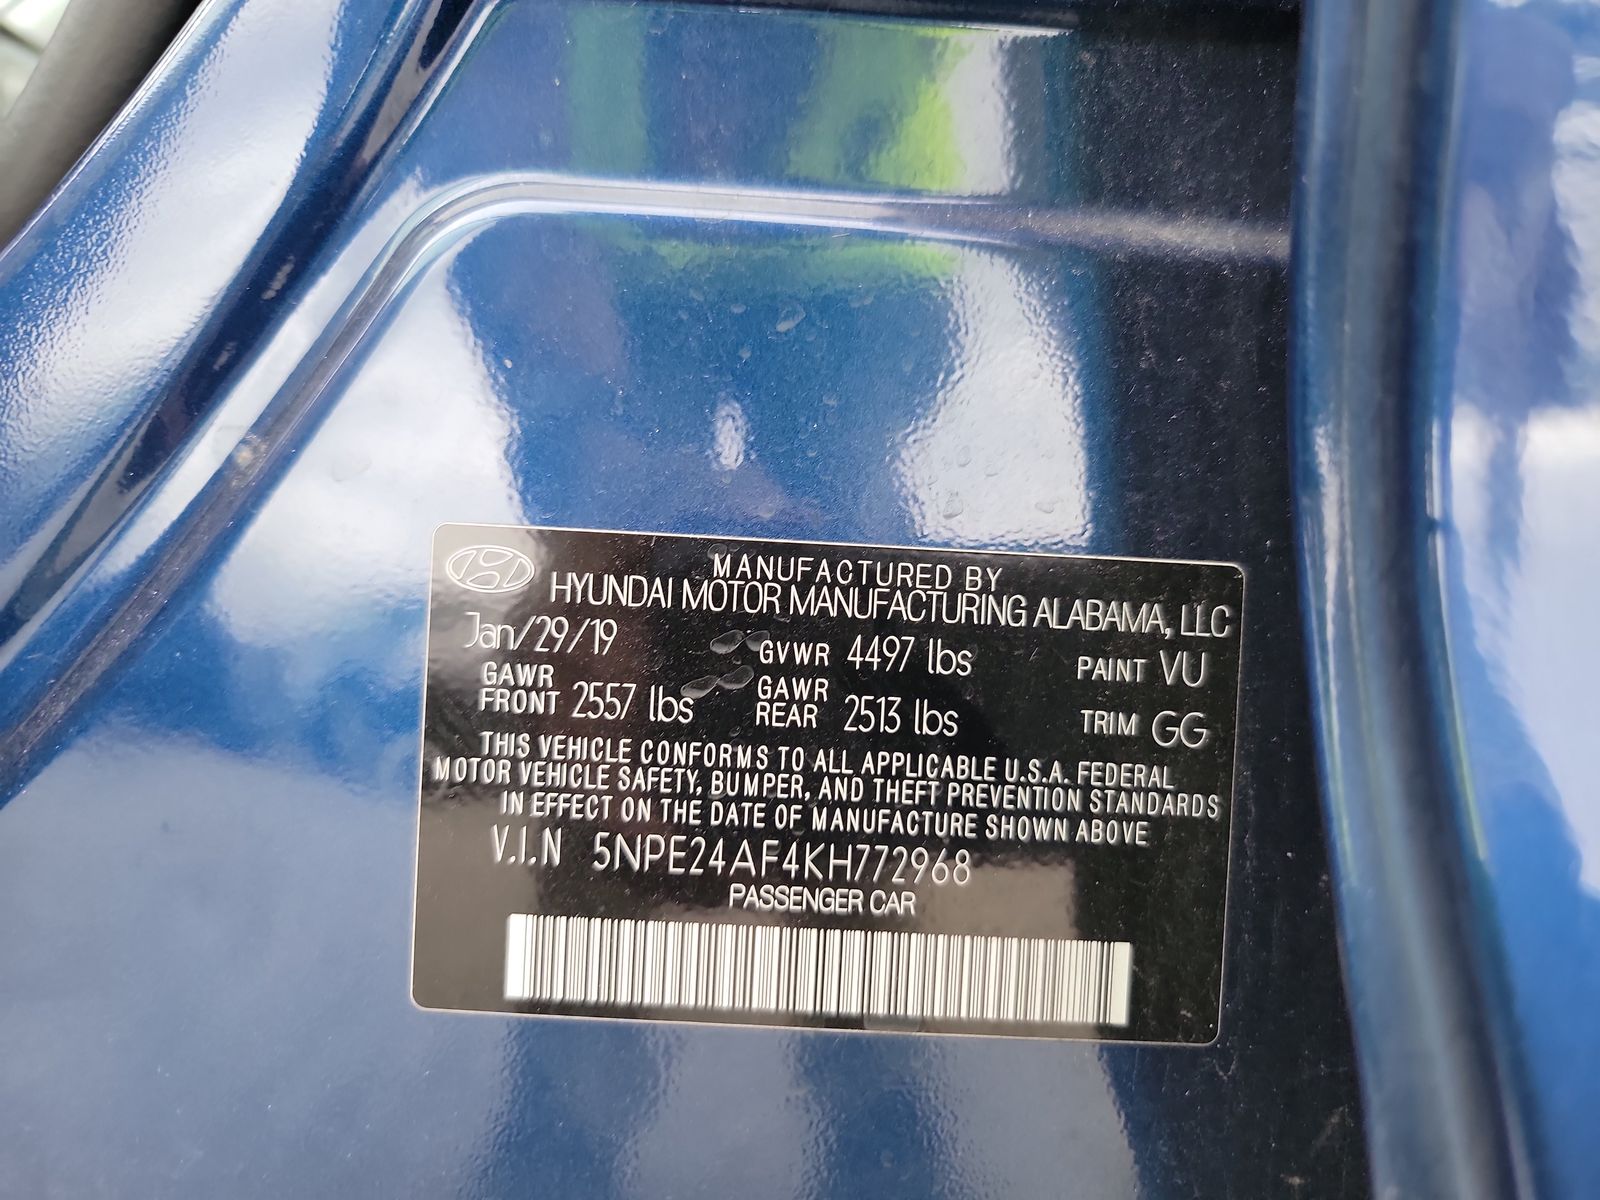 MANUFACTURED BY
HYUNDAI MOTOR MANUFACTURING ALABAMA, LLC
Jan/29/19 GVWR 4497 lbs PAINT VU
GAWR FRONT 2557 lbs GAWR REAR 2513 lbs TRIM GG
THIS VEHICLE CONFORMS TO ALL APPLICABLE U.S.A. FEDERAL
MOTOR VEHICLE SAFETY, BUMPER, AND THEFT PREVENTION STANDARDS
IN EFFECT ON THE DATE OF MANUFACTURE SHOWN ABOVE
V.I.N 5NPE24AF4KH772968
PASSENGER CAR